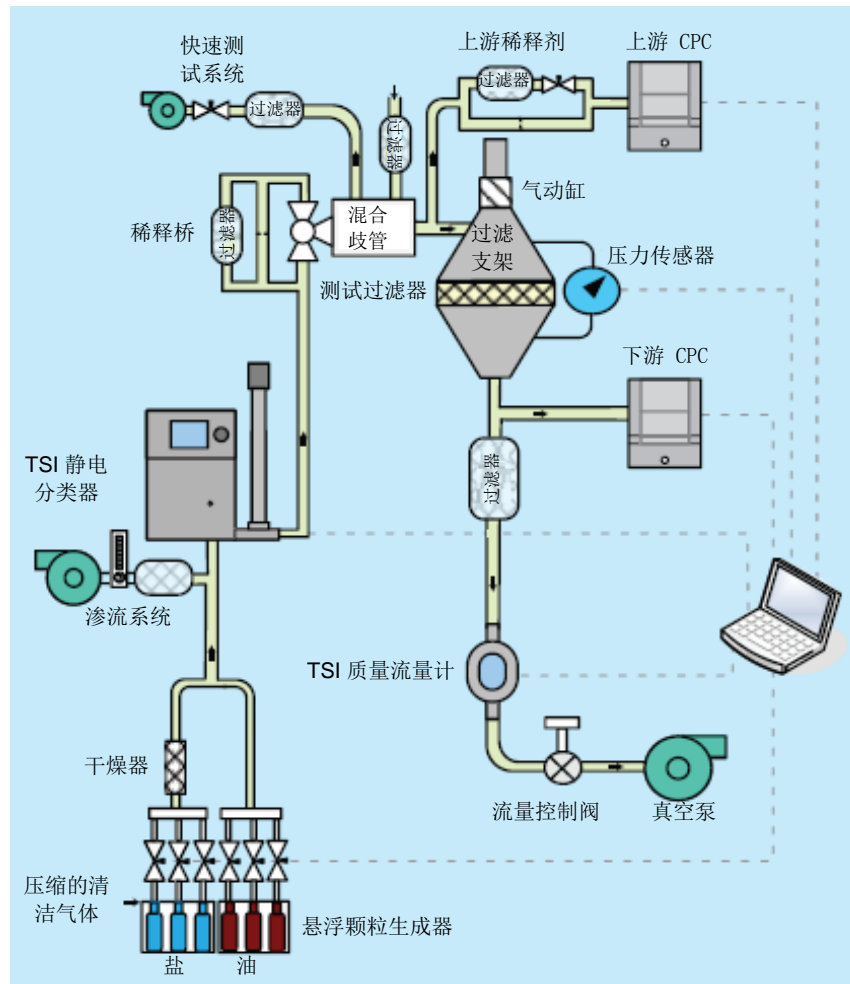 快速测
试系统
过滤器
过滤器
上游稀释剂
过滤器
上游 CPC
气动缸
稀释桥
过滤器
混合
歧管
过滤
支架
压力传感器
测试过滤器
下游 CPC
TSI 静电
分类器
过滤器
渗流系统
TSI 质量流量计
干燥器
流量控制阀
真空泵
压缩的清
洁气体
悬浮颗粒生成器
盐
油